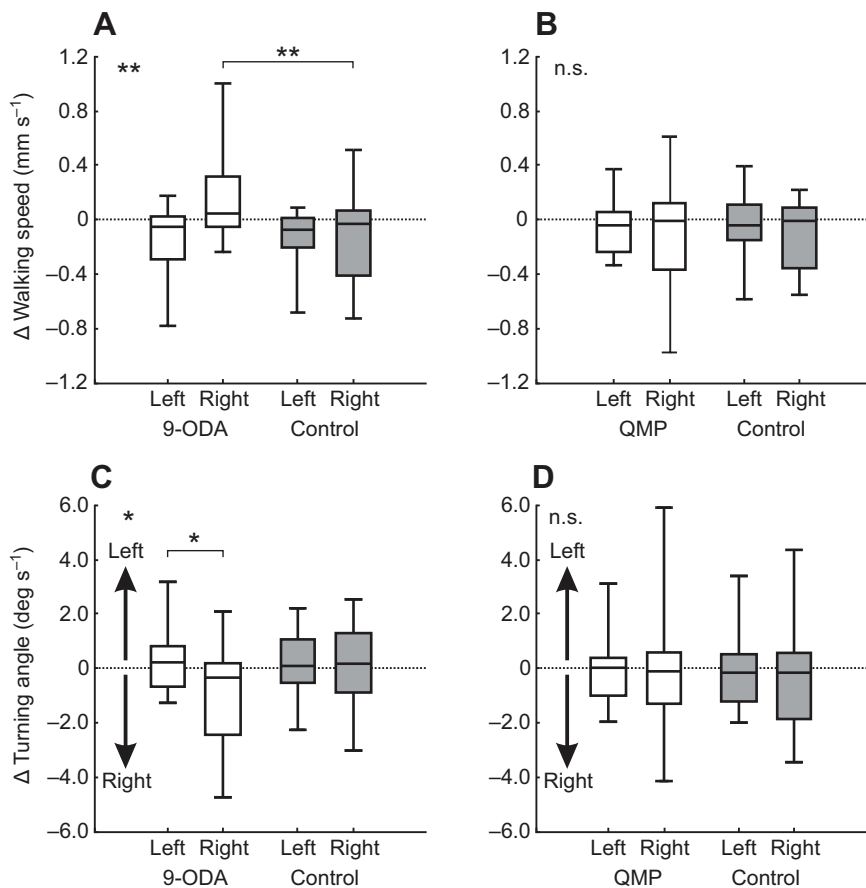 A
B
1.2
0.8
0.4
0
–0.4
–0.8
–1.2
Δ Walking speed (mm s–1)
**
**
Left Right Left Right
9-ODA Control
1.2
0.8
0.4
0
–0.4
–0.8
–1.2
n.s.
Left Right Left Right
QMP Control
C
D
6.0
4.0
2.0
0
–2.0
–4.0
–6.0
Δ Turning angle (deg s–1)
*
*
Left
Right
Left Right Left Right
9-ODA Control
6.0
4.0
2.0
0
–2.0
–4.0
–6.0
n.s.
Left
Right
Left Right Left Right
QMP Control